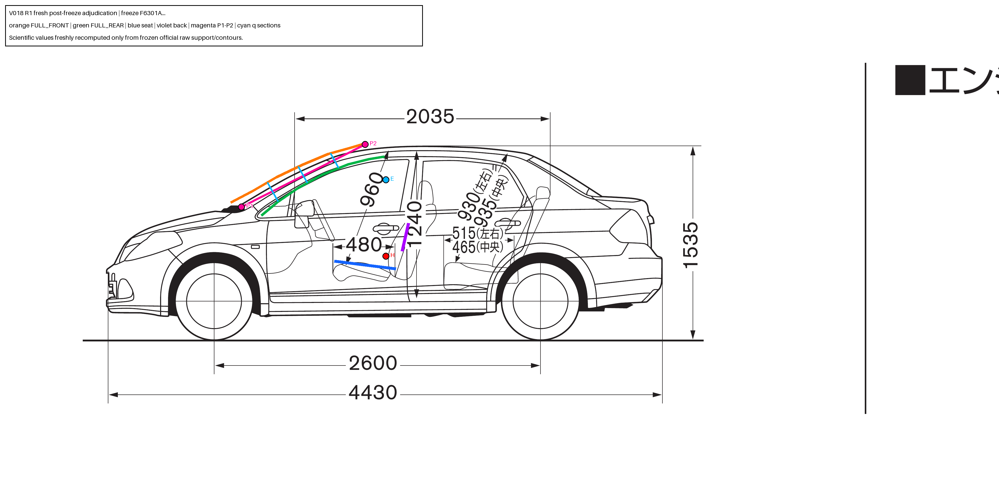 V018 R1 fresh post-freeze adjudication | freeze F6301A...
orange FULL_FRONT | green FULL_REAR | blue seat | violet back | magenta P1-P2 | cyan q sections
Scientific values freshly recomputed only from frozen official raw support/contours.
■エン
2035
P2
960
E
930(左右)
935(中央)
P1
1240
480
515(左右)
465(中央)
H
1535
2600
4430